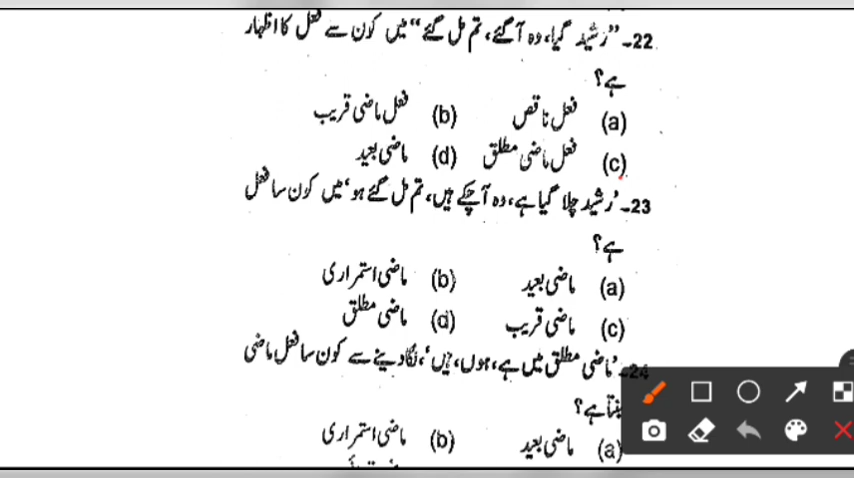 22۔ ”رشید گیا، وہ آگئے، تم مل گئے“ میں کون سے فعل کا اظہار
ہے؟
(a) فعل ناقص (b) فعل ماضی قریب
(c) فعل ماضی مطلق (d) ماضی بعید
23۔ ’رشید چلا گیا ہے، وہ آچکے ہیں، تم مل گئے ہو‘ میں کون سا فعل
ہے؟
(a) ماضی بعید (b) ماضی استمراری
(c) ماضی قریب (d) ماضی مطلق
24۔ ’ماضی مطلق میں ہے، ہوں، ہیں‘، لگادینے سے کون سا فعل ماضی
بنتا ہے؟
(a) ماضی بعید (b) ماضی استمراری